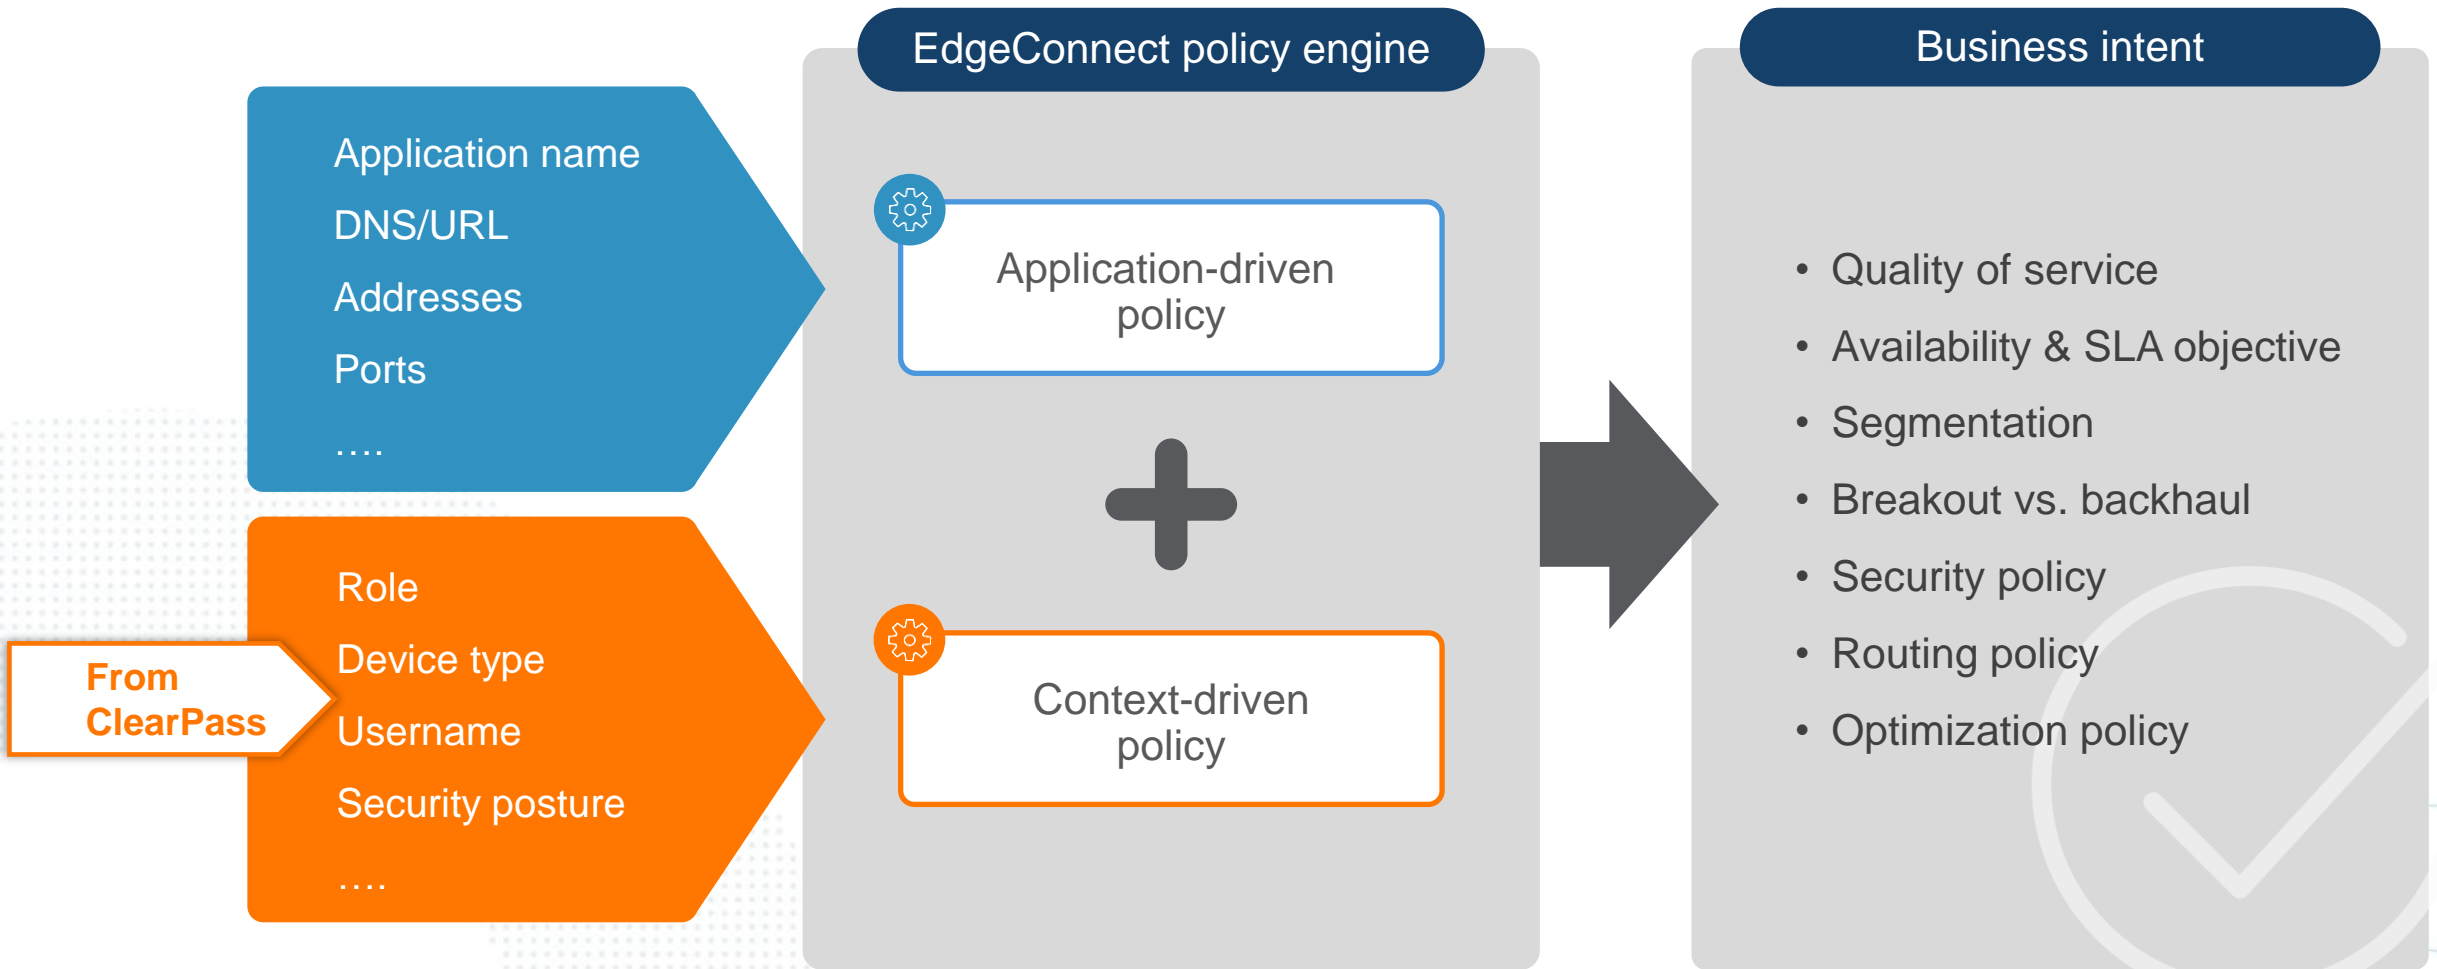 EdgeConnect policy engine
Business intent
Application name
DNS/URL
Addresses
Ports
....
Role
Device type
Username
Security posture
....
From
ClearPass
Application-driven
policy
Context-driven
policy
• Quality of service
• Availability & SLA objective
• Segmentation
• Breakout vs. backhaul
• Security policy
• Routing policy
• Optimization policy